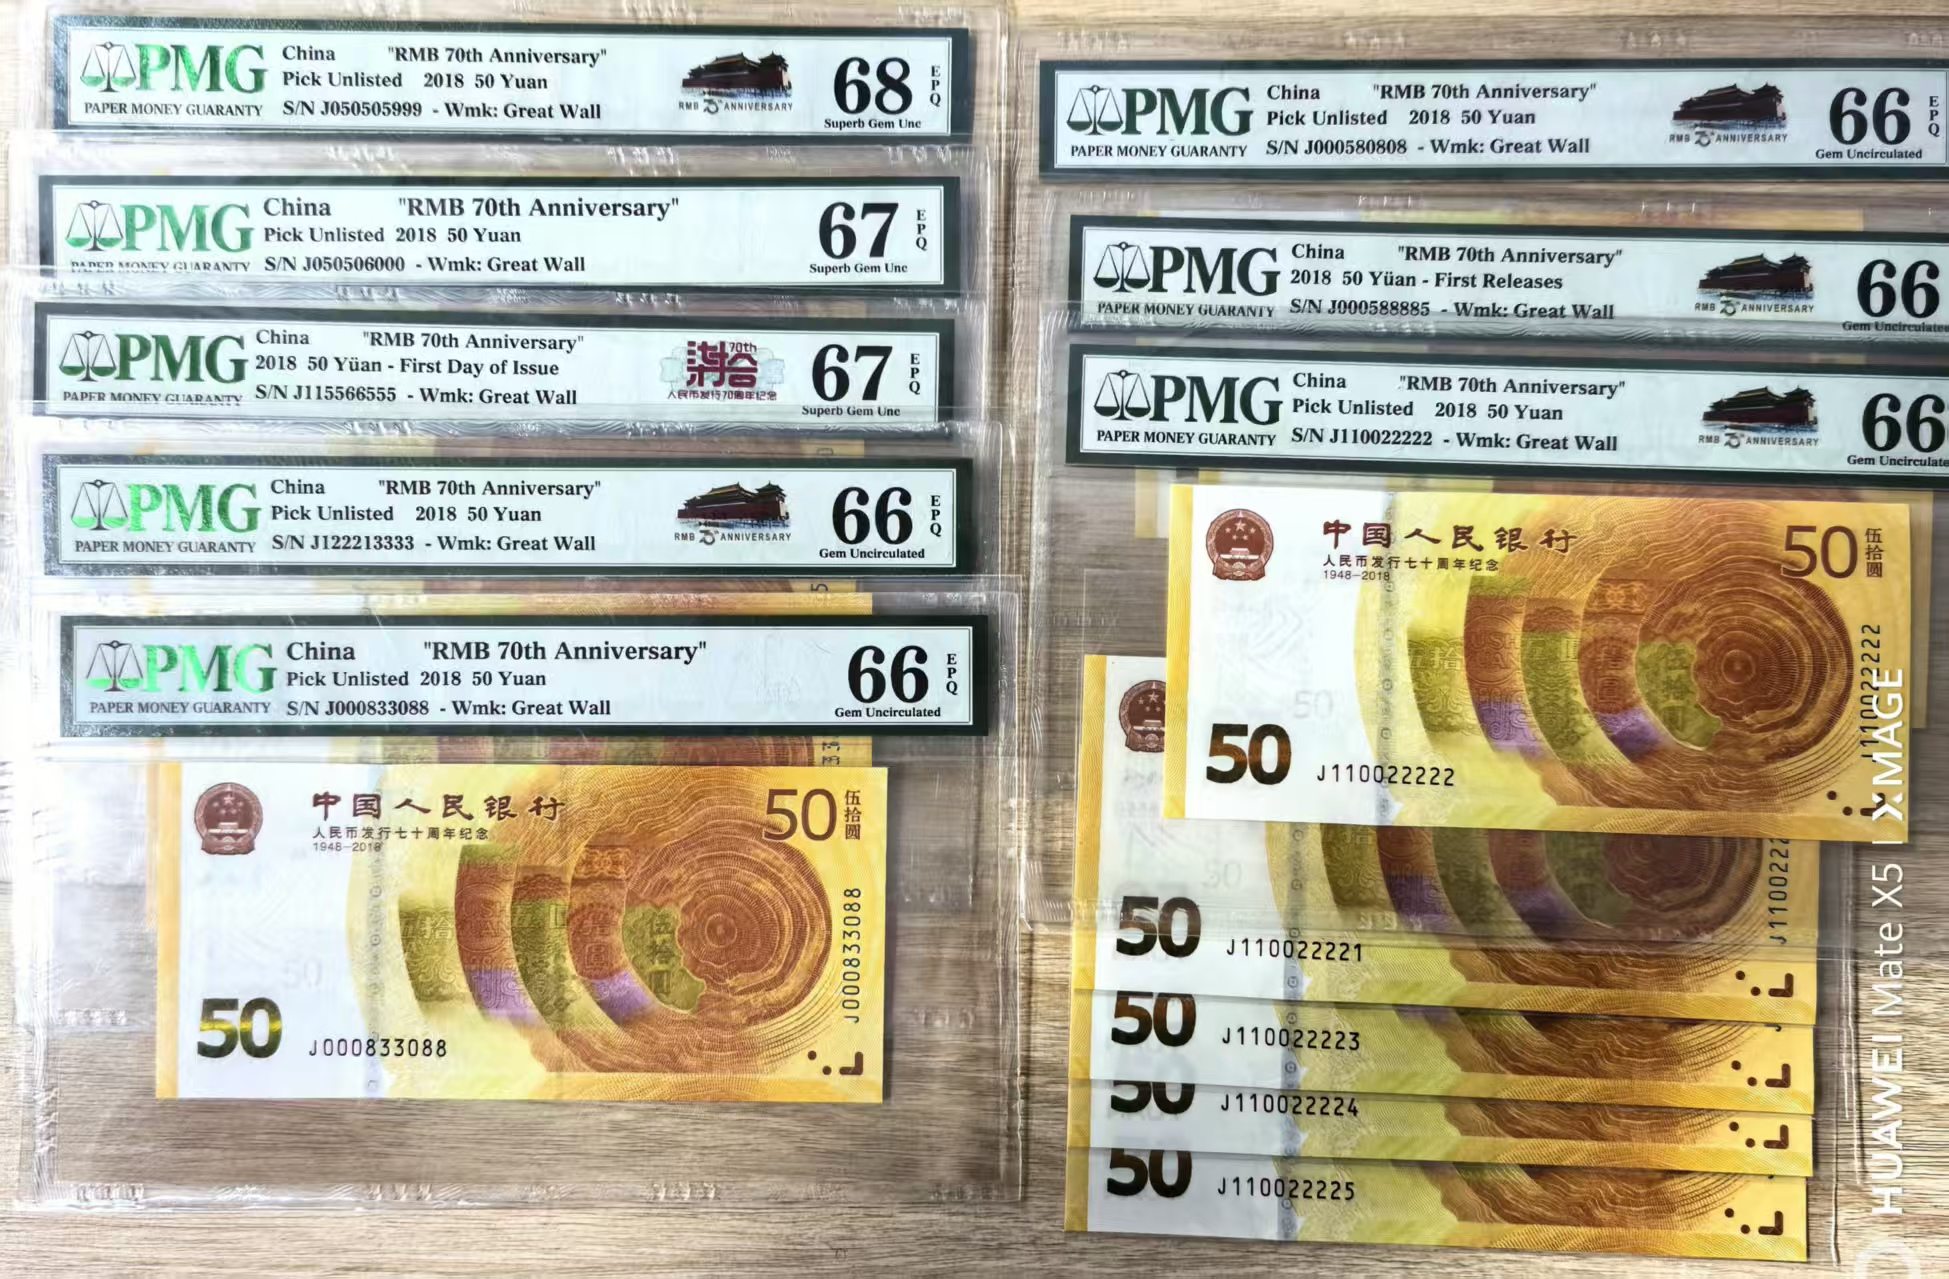 PMG
PAPER MONEY GUARANTY
China "RMB 70th Anniversary"
Pick Unlisted 2018 50 Yuan
S/N J050505999 - Wmk: Great Wall
RMB 70th ANNIVERSARY
68
EPQ
Superb Gem Unc
PMG
PAPER MONEY GUARANTY
China "RMB 70th Anniversary"
Pick Unlisted 2018 50 Yuan
S/N J050506000 - Wmk: Great Wall
67
EPQ
Superb Gem Unc
PMG
PAPER MONEY GUARANTY
China "RMB 70th Anniversary"
2018 50 Yüan - First Day of Issue
S/N J115566555 - Wmk: Great Wall
70th
人民币发行70周年纪念
67
EPQ
Superb Gem Unc
PMG
PAPER MONEY GUARANTY
China "RMB 70th Anniversary"
Pick Unlisted 2018 50 Yuan
S/N J122213333 - Wmk: Great Wall
RMB 70th ANNIVERSARY
66
EPQ
Gem Uncirculated
PMG
PAPER MONEY GUARANTY
China "RMB 70th Anniversary"
Pick Unlisted 2018 50 Yuan
S/N J000833088 - Wmk: Great Wall
66
EPQ
Gem Uncirculated
中国人民银行
人民币发行七十周年纪念
1948-2018
50
伍拾圆
50
J000833088
J000833088
PMG
PAPER MONEY GUARANTY
China "RMB 70th Anniversary"
Pick Unlisted 2018 50 Yuan
S/N J000580808 - Wmk: Great Wall
RMB 70th ANNIVERSARY
66
EPQ
Gem Uncirculated
PMG
PAPER MONEY GUARANTY
China "RMB 70th Anniversary"
2018 50 Yüan - First Releases
S/N J000588885 - Wmk: Great Wall
RMB 70th ANNIVERSARY
66
Gem Uncirculated
PMG
PAPER MONEY GUARANTY
China "RMB 70th Anniversary"
Pick Unlisted 2018 50 Yuan
S/N J110022222 - Wmk: Great Wall
RMB 70th ANNIVERSARY
66
Gem Uncirculated
中国人民银行
人民币发行七十周年纪念
1948-2018
50
伍拾圆
50
J110022222
J110022222
50
J110022221
50
J110022223
50
J110022224
50
J110022225
HUAWEI Mate X5 | XMAGE